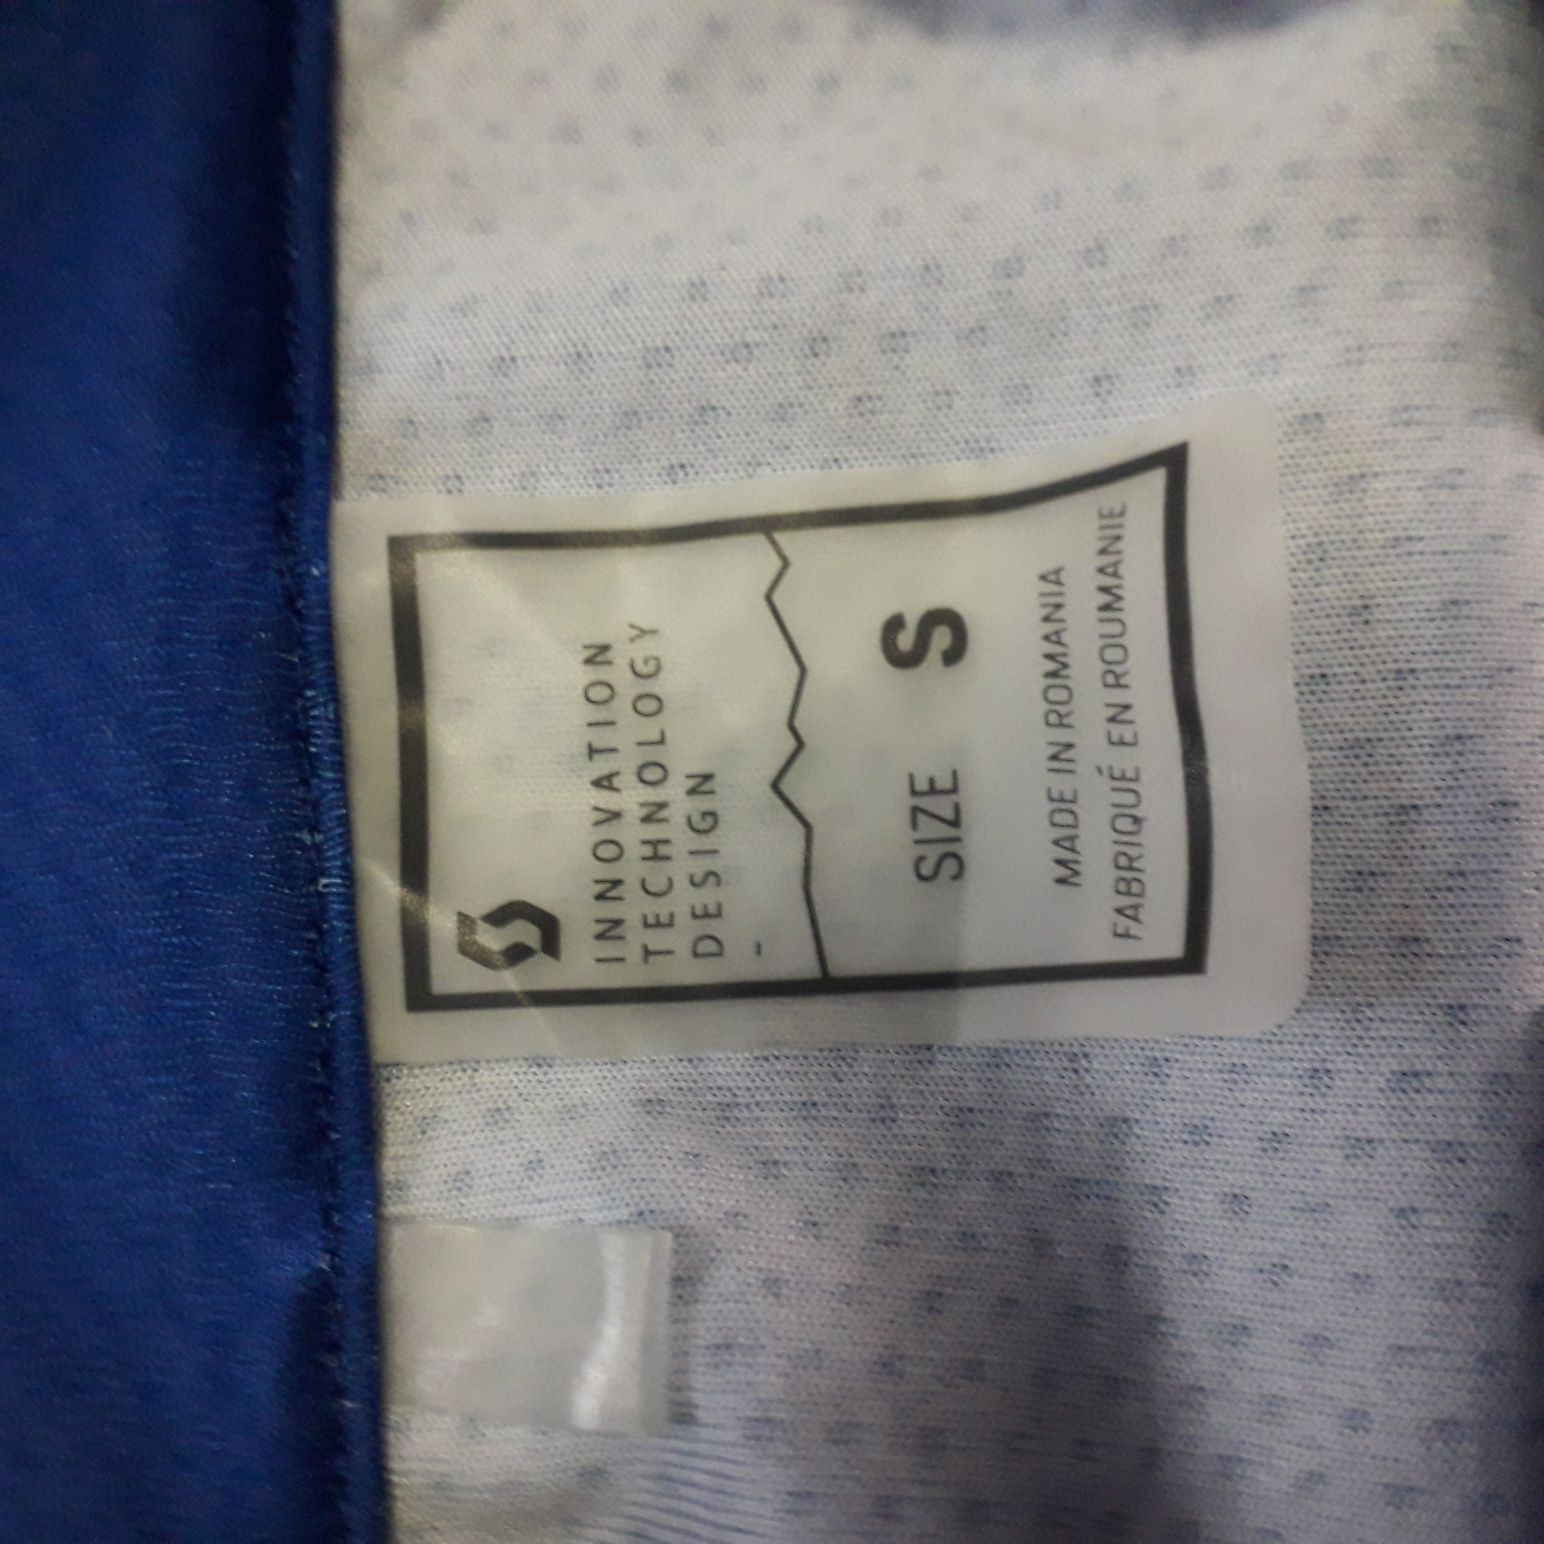 INNOVATION
TECHNOLOGY
DESIGN
-
SIZE S
MADE IN ROMANIA
FABRIQUÉ EN ROUMANIE